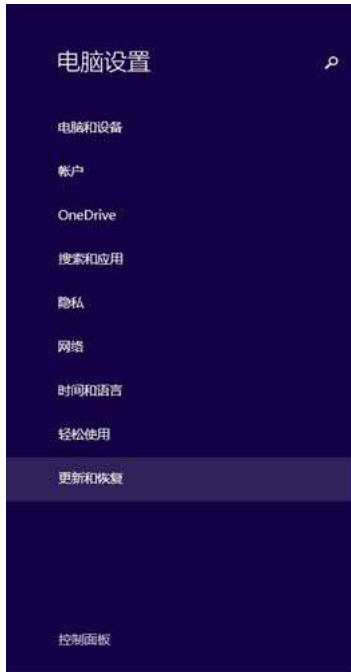 电脑设置
电脑和设备
帐户
OneDrive
搜索和应用
隐私
网络
时间和语言
轻松使用
更新和恢复
控制面板